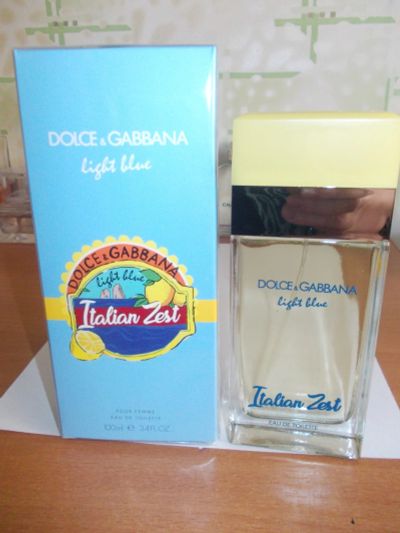 DOLCE & GABBANA
light blue
DOLCE & GABBANA
light blue
Italian Zest
POUR FEMME
EAU DE TOILETTE
100ml ℮ 3.4FL.OZ.
DOLCE & GABBANA
light blue
Italian Zest
EAU DE TOILETTE